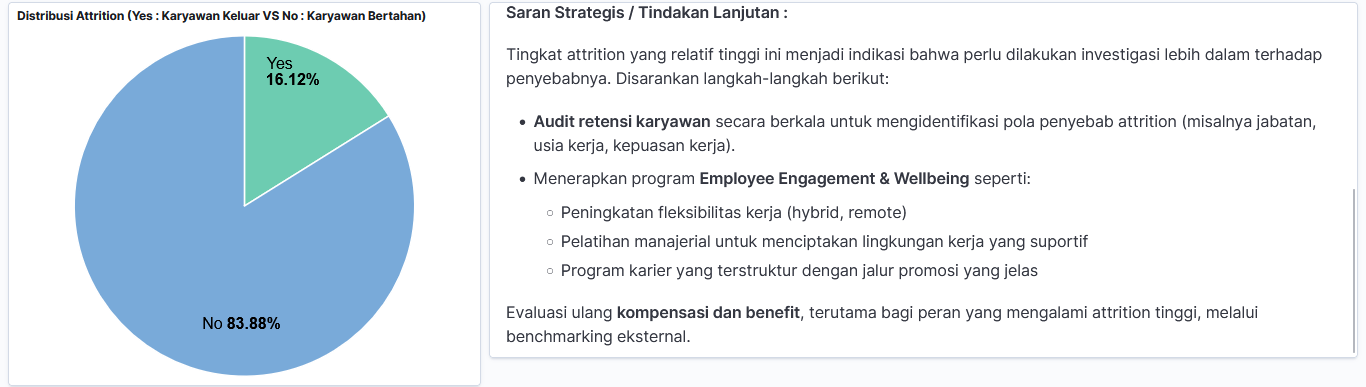 Distribusi Attrition (Yes : Karyawan Keluar VS No : Karyawan Bertahan)
Yes
16.12%
No 83.88%
Saran Strategis / Tindakan Lanjutan :
Tingkat attrition yang relatif tinggi ini menjadi indikasi bahwa perlu dilakukan investigasi lebih dalam terhadap
penyebabnya. Disarankan langkah-langkah berikut:
• Audit retensi karyawan secara berkala untuk mengidentifikasi pola penyebab attrition (misalnya jabatan,
usia kerja, kepuasan kerja).
• Menerapkan program Employee Engagement & Wellbeing seperti:
◦ Peningkatan fleksibilitas kerja (hybrid, remote)
◦ Pelatihan manajerial untuk menciptakan lingkungan kerja yang suportif
◦ Program karier yang terstruktur dengan jalur promosi yang jelas
Evaluasi ulang kompensasi dan benefit, terutama bagi peran yang mengalami attrition tinggi, melalui
benchmarking eksternal.